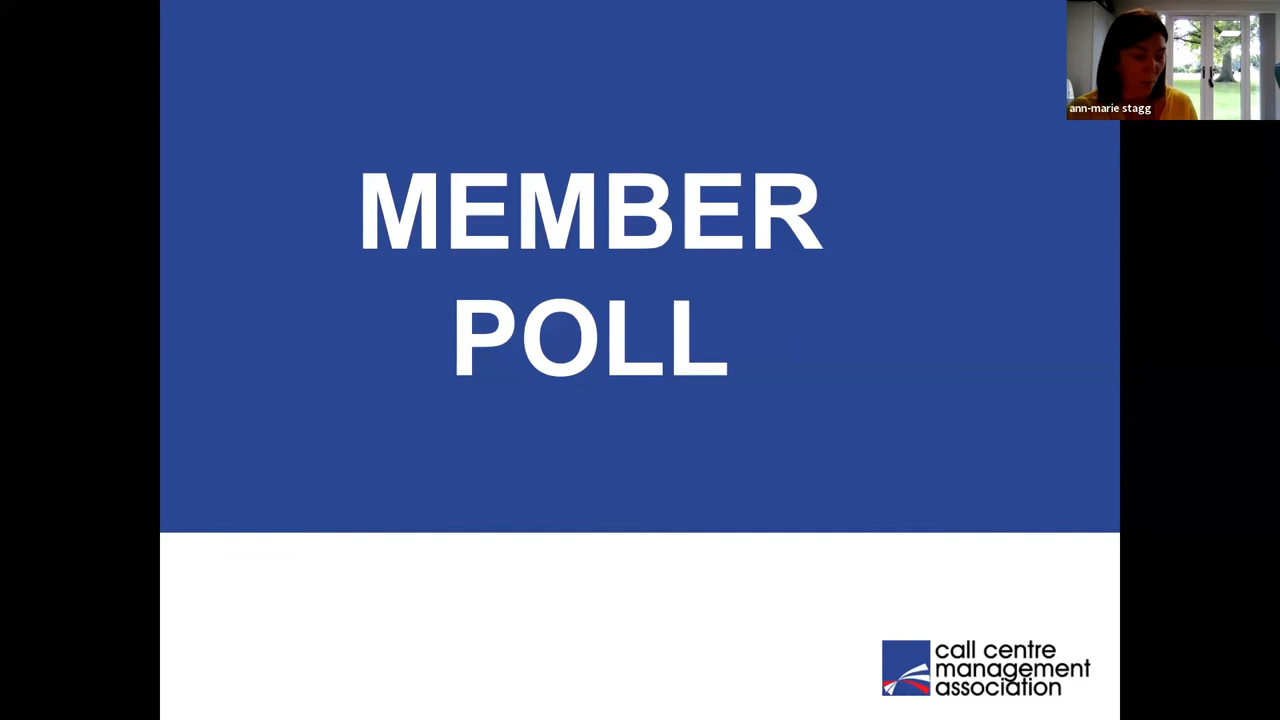 ann-marie stagg
MEMBER
POLL
call centre
management
association